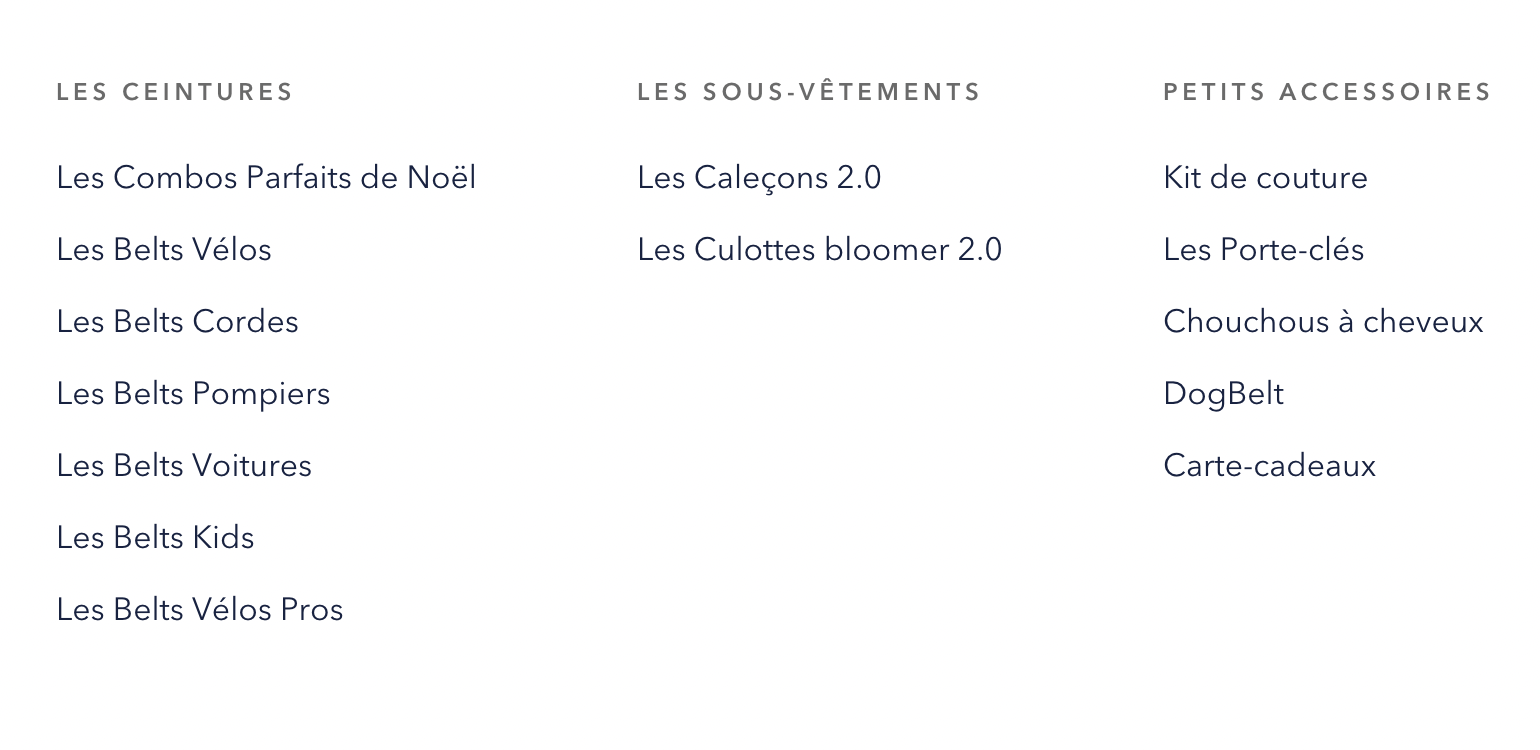 LES CEINTURES
Les Combos Parfaits de Noël
Les Belts Vélos
Les Belts Cordes
Les Belts Pompiers
Les Belts Voitures
Les Belts Kids
Les Belts Vélos Pros
LES SOUS-VÊTEMENTS
Les Caleçons 2.0
Les Culottes bloomer 2.0
PETITS ACCESSOIRES
Kit de couture
Les Porte-clés
Chouchous à cheveux
DogBelt
Carte-cadeaux